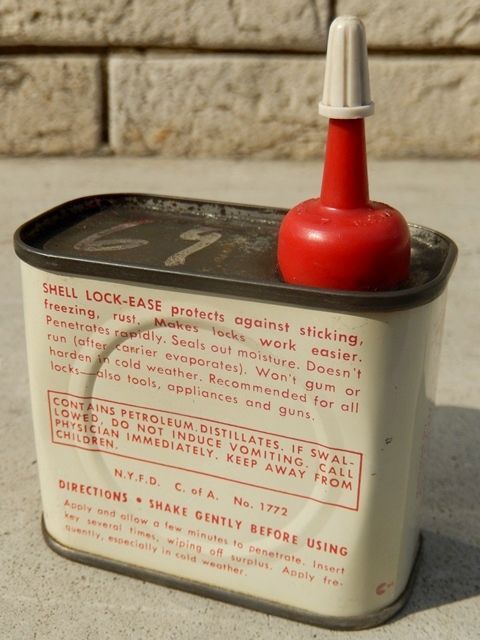 69
SHELL LOCK-EASE protects against sticking,
freezing, rust. Makes locks work easier.
Penetrates rapidly. Seals out moisture. Doesn't
run (after carrier evaporates). Won't gum or
harden in cold weather. Recommended for all
locks—also tools, appliances and guns.
CONTAINS PETROLEUM DISTILLATES. IF SWAL-
LOWED, DO NOT INDUCE VOMITING. CALL
PHYSICIAN IMMEDIATELY. KEEP AWAY FROM
CHILDREN.
N.Y.F.D. C. of A. No. 1772
DIRECTIONS • SHAKE GENTLY BEFORE USING
Apply and allow a few minutes to penetrate. Insert
key several times, wiping off surplus. Apply fre-
quently, especially in cold weather.